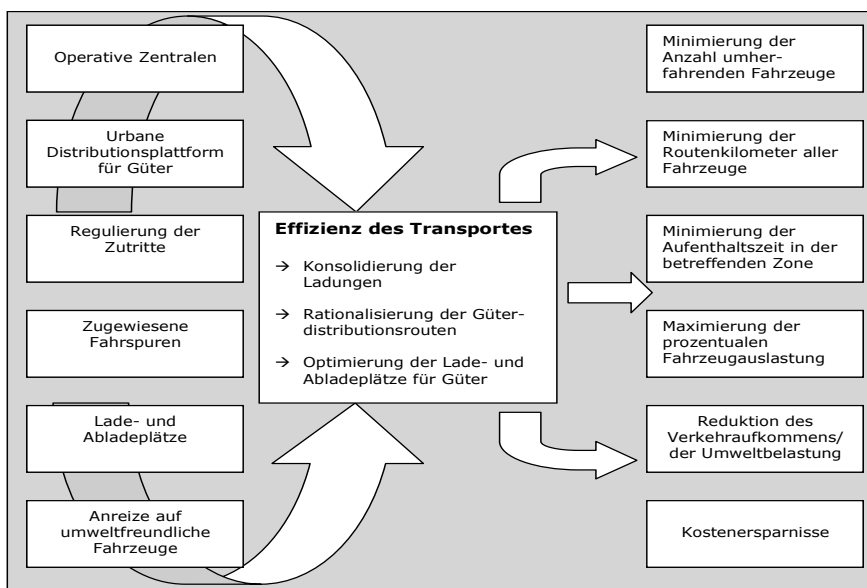 Operative Zentralen
Urbane
Distributionsplattform
für Güter
Regulierung der
Zutritte
Zugewiesene
Fahrspuren
Lade- und
Abladeplätze
Anreize auf
umweltfreundliche
Fahrzeuge
Effizienz des Transportes
→ Konsolidierung der
Ladungen
→ Rationalisierung der Güter-
distributionsrouten
→ Optimierung der Lade- und
Abladeplätze für Güter
Minimierung der
Anzahl umher-
fahrenden Fahrzeuge
Minimierung der
Routenkilometer aller
Fahrzeuge
Minimierung der
Aufenthaltszeit in der
betreffenden Zone
Maximierung der
prozentualen
Fahrzeugauslastung
Reduktion des
Verkehraufkommens/
der Umweltbelastung
Kostenersparnisse